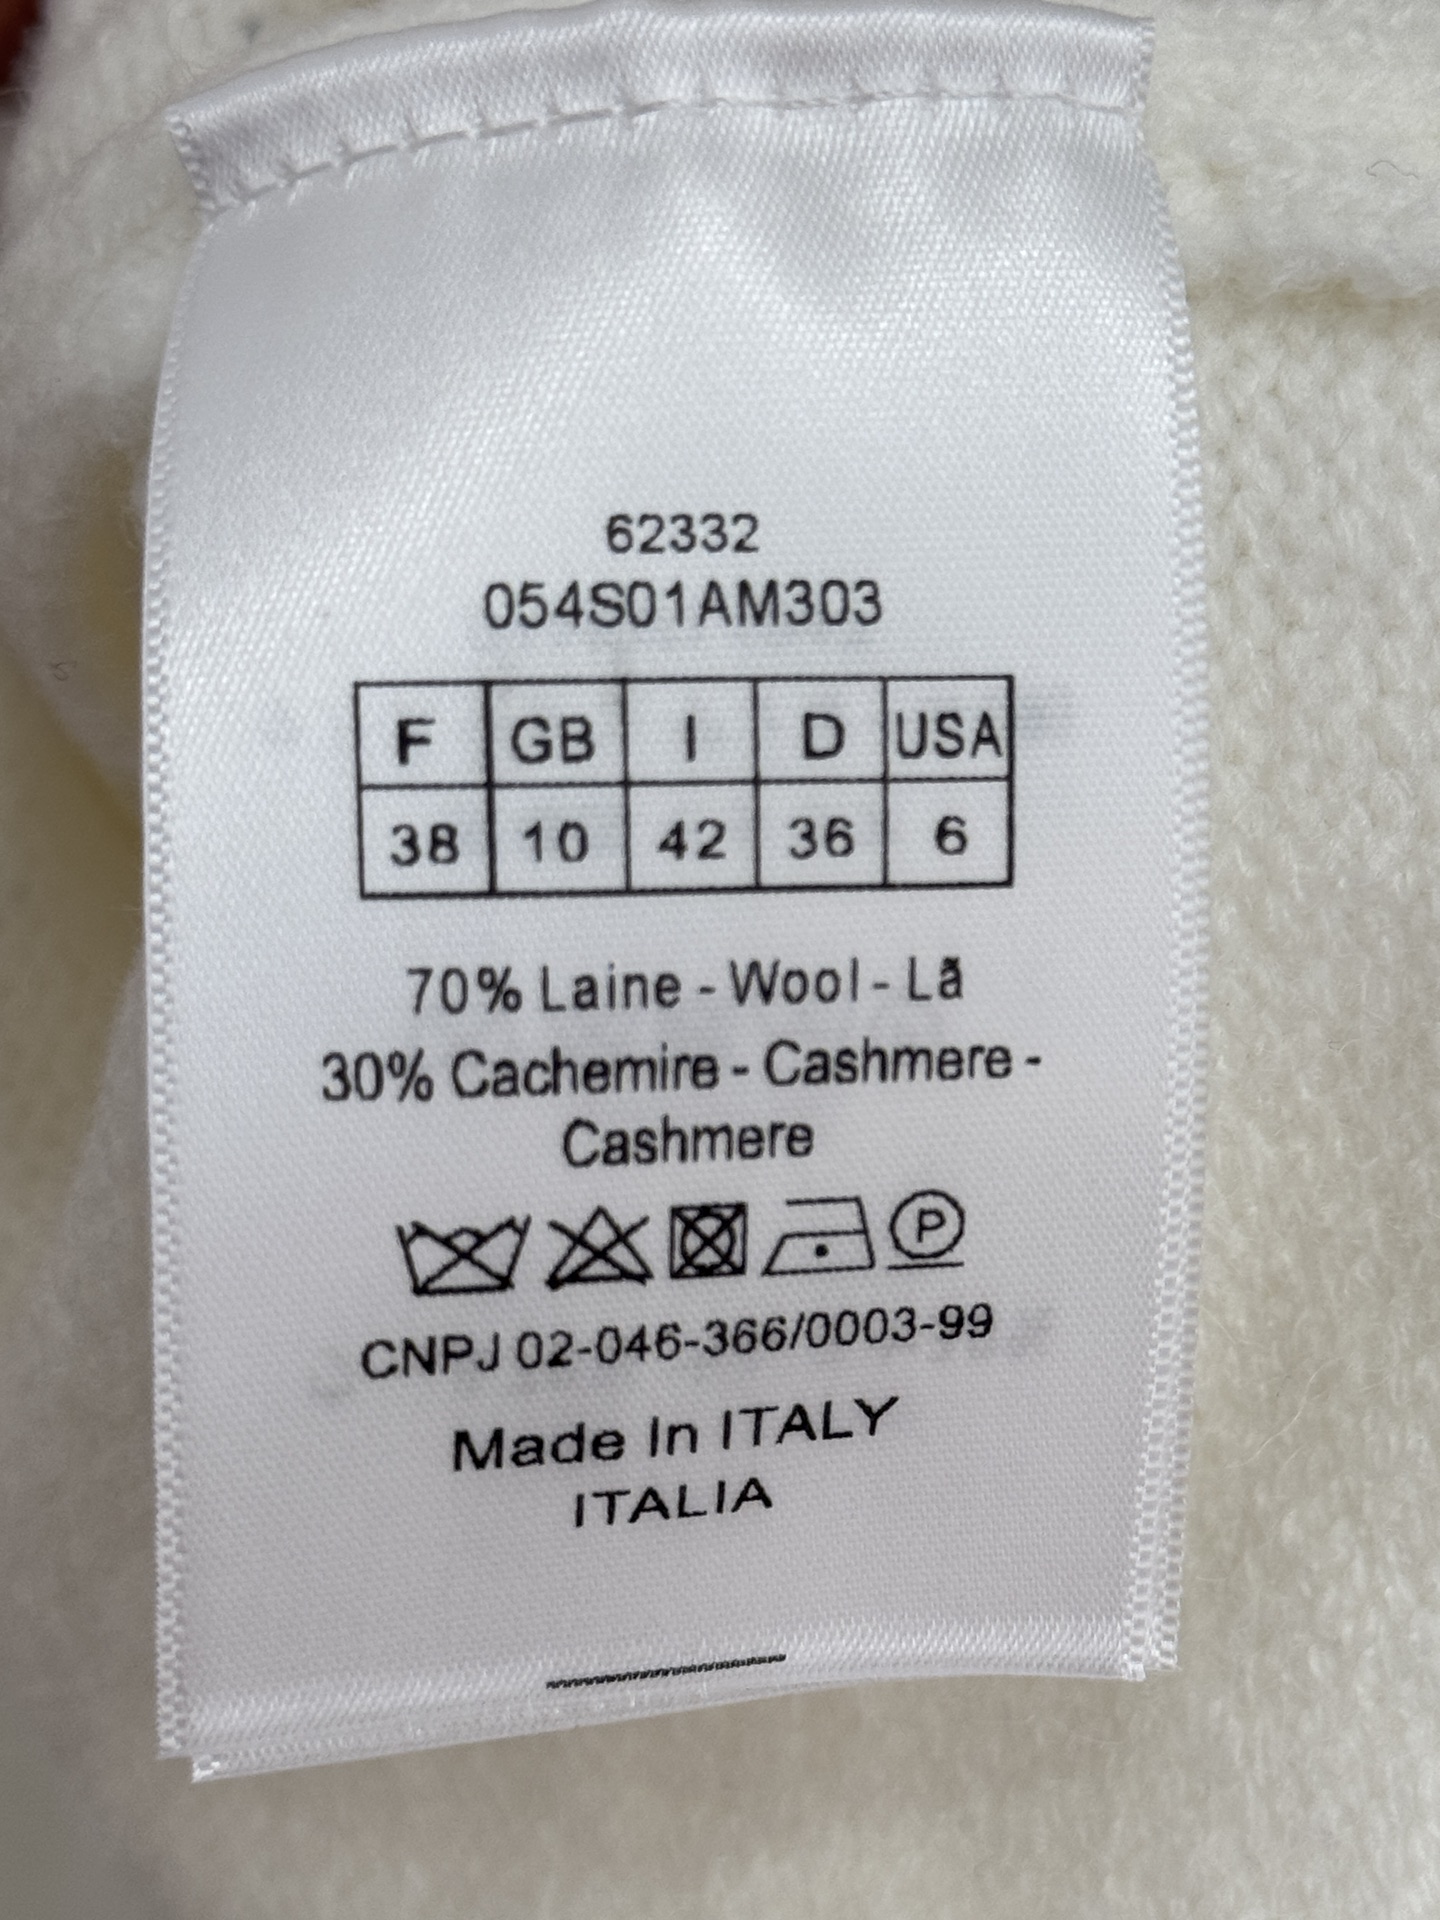 62332
054S01AM303
F GB I D USA
38 10 42 36 6
70% Laine - Wool - Lã
30% Cachemire - Cashmere -
Cashmere
P
CNPJ 02-046-366/0003-99
Made In ITALY
ITALIA